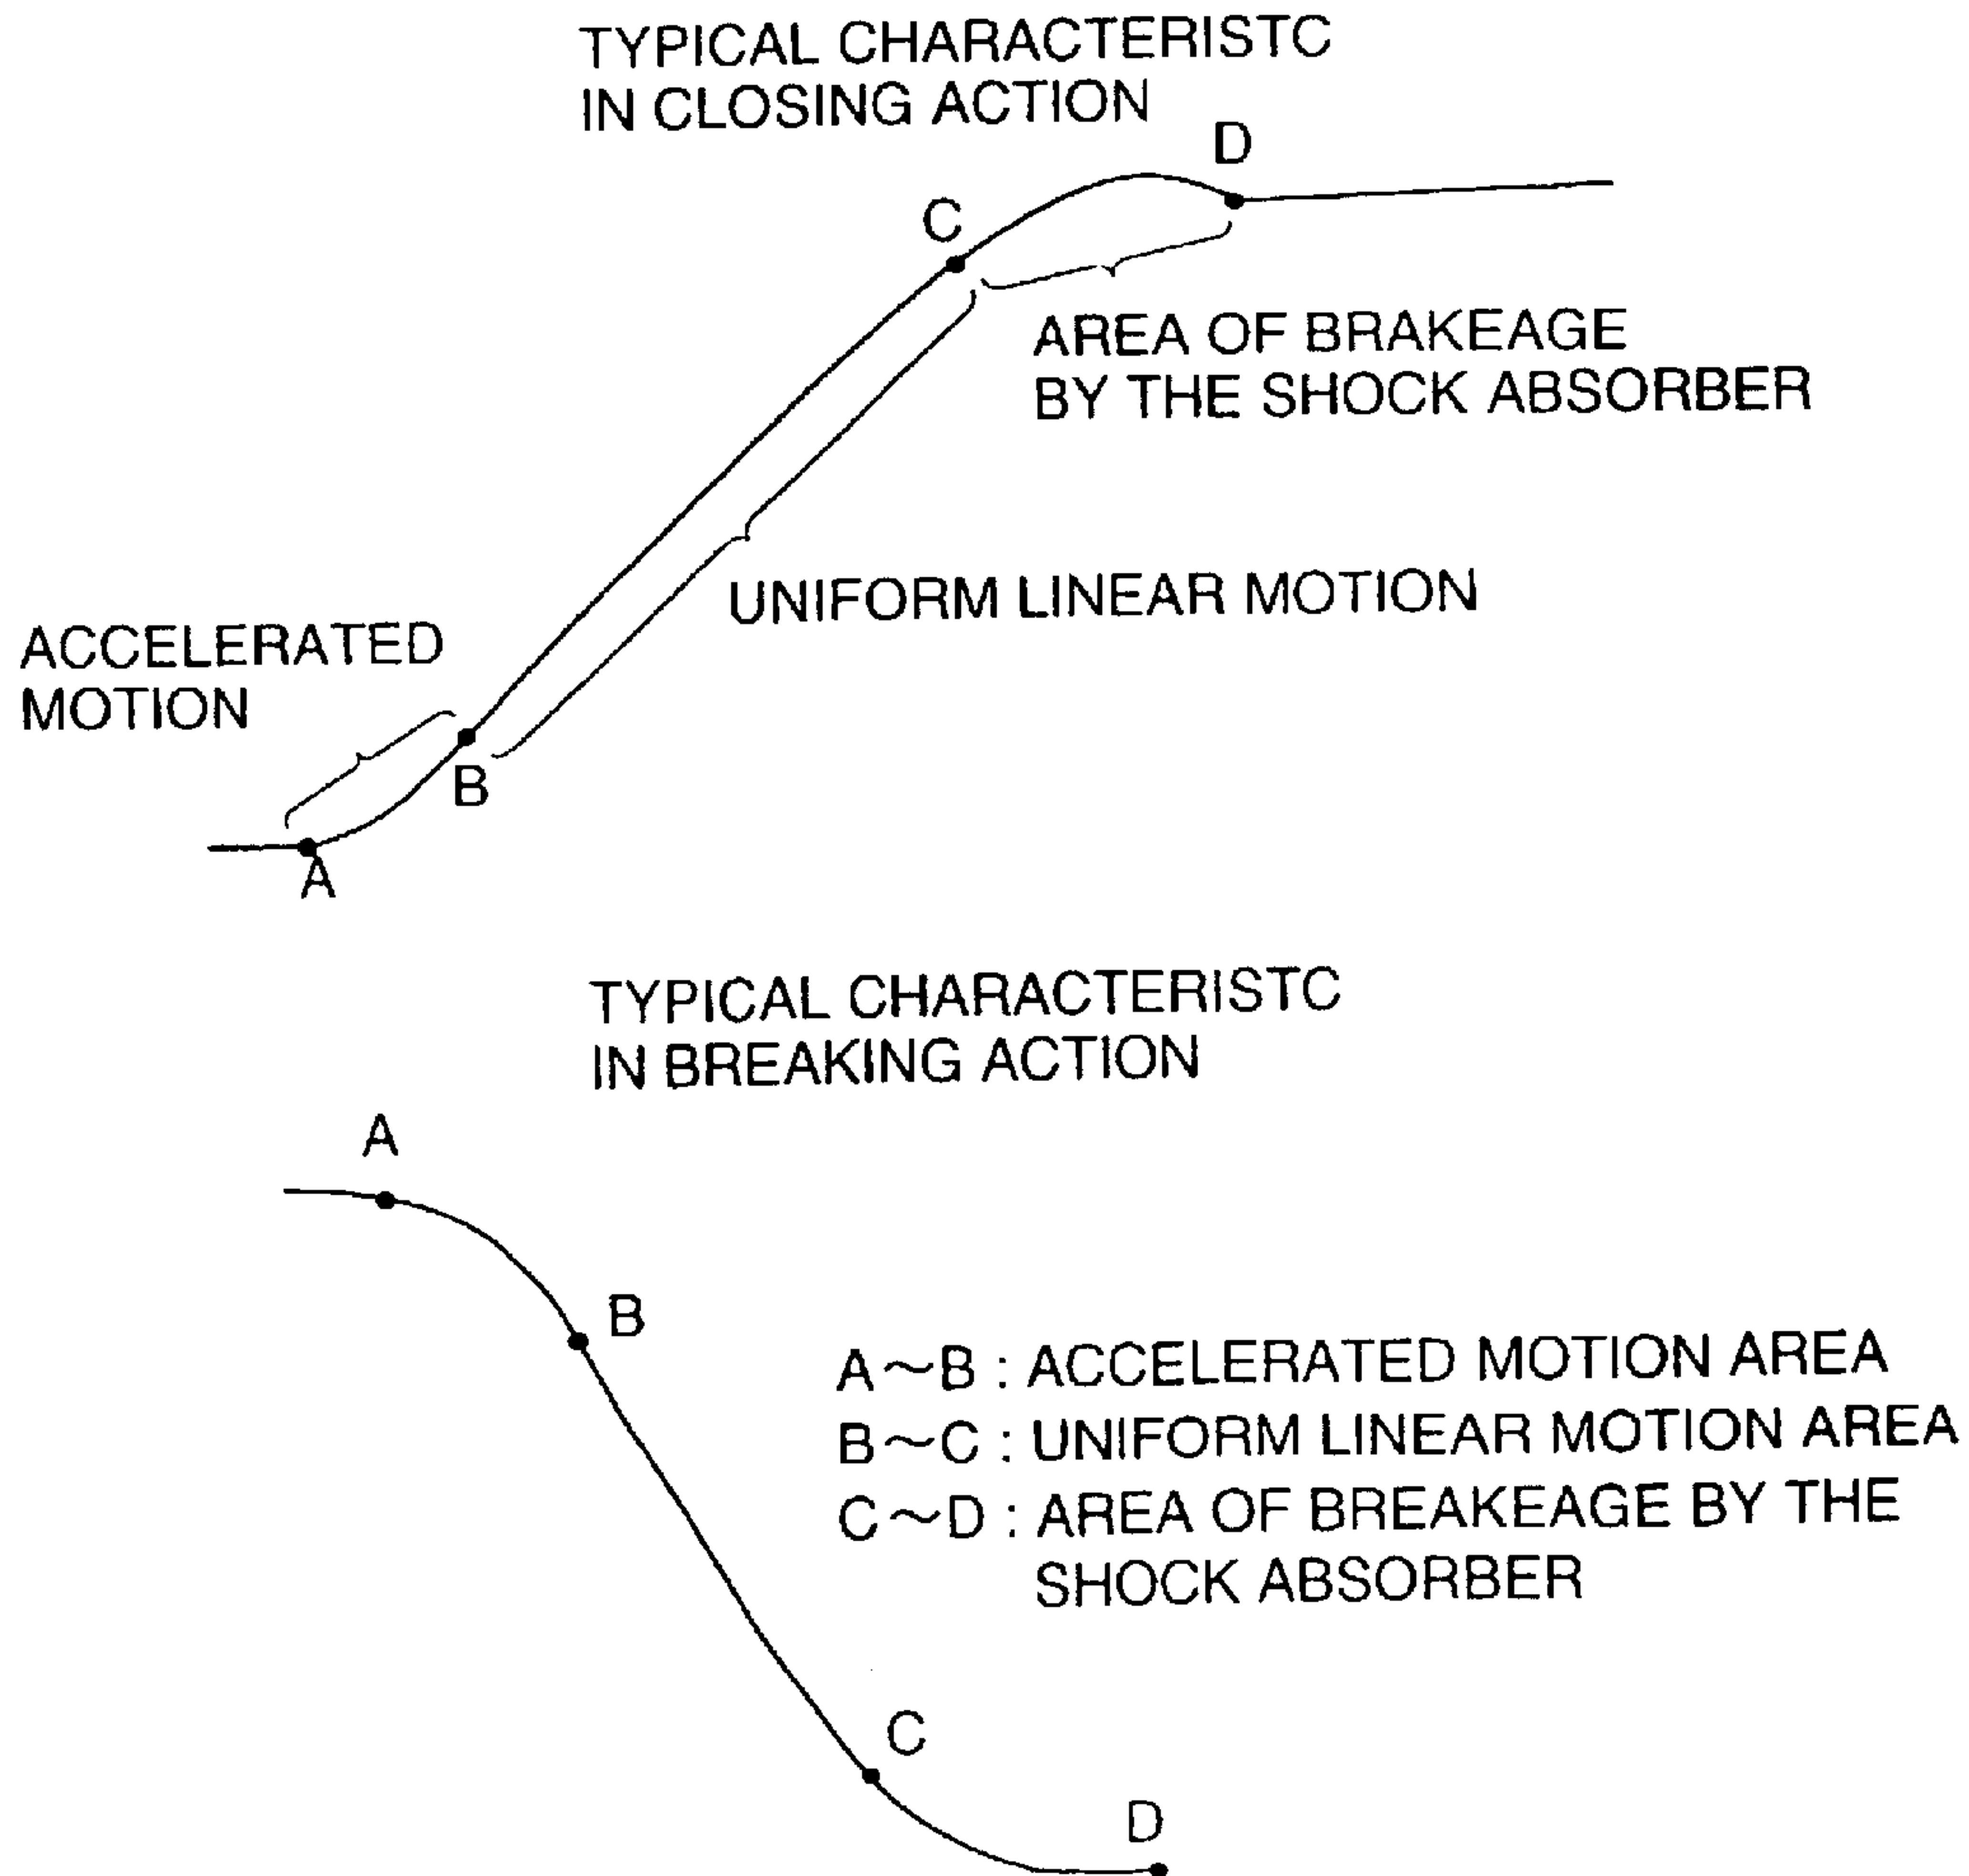 TYPICAL CHARACTERISTC
IN CLOSING ACTION
D
C
AREA OF BRAKEAGE
BY THE SHOCK ABSORBER
UNIFORM LINEAR MOTION
ACCELERATED
MOTION
B
A
TYPICAL CHARACTERISTC
IN BREAKING ACTION
A
B
A~B : ACCELERATED MOTION AREA
B~C : UNIFORM LINEAR MOTION AREA
C~D : AREA OF BREAKEAGE BY THE
SHOCK ABSORBER
C
D